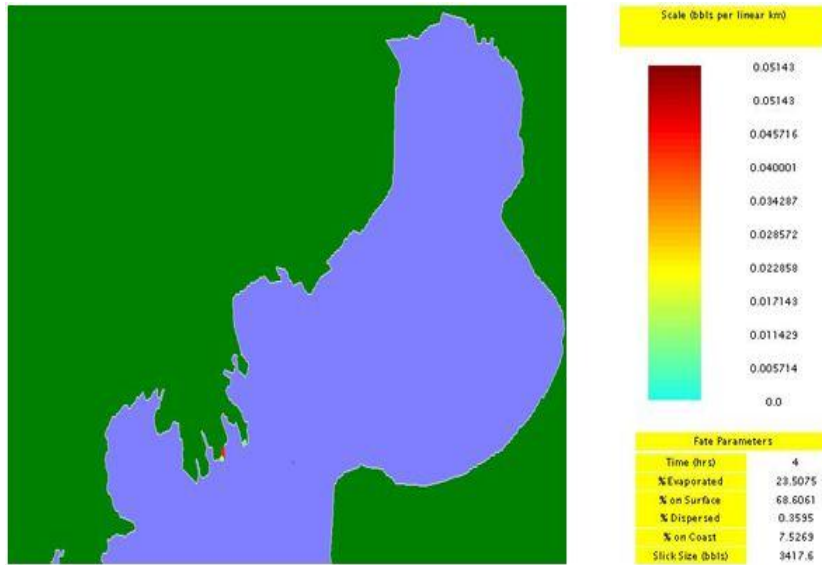 Scale (bbls per linear km)
0.05143
0.05143
0.045716
0.040001
0.034287
0.028572
0.022858
0.017143
0.011429
0.005714
0.0
Fate Parameters
Time (hrs) 4
% Evaporated 23.5075
% on Surface 68.6061
% Dispersed 0.3595
% on Coast 7.5269
Slick Size (bbls) 3417.6